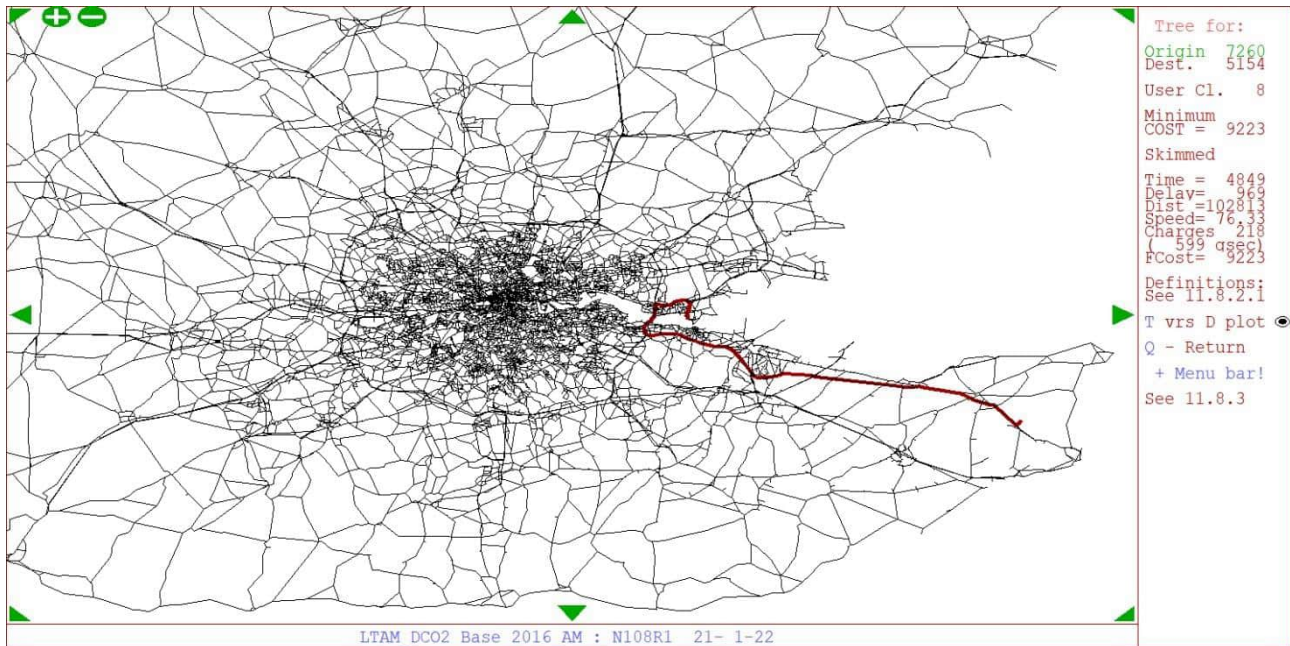 Tree for:
Origin 7260
Dest. 5154
User Cl. 8
Minimum
COST = 9223
Skimmed
Time = 4849
Delay= 969
Dist =102813
Speed= 76.33
Charges 218
( 599 gsec)
FCost= 9223
Definitions:
See 11.8.2.1
T vrs D plot
Q - Return
+ Menu bar!
See 11.8.3
LTAM DCO2 Base 2016 AM : N108R1 21- 1-22